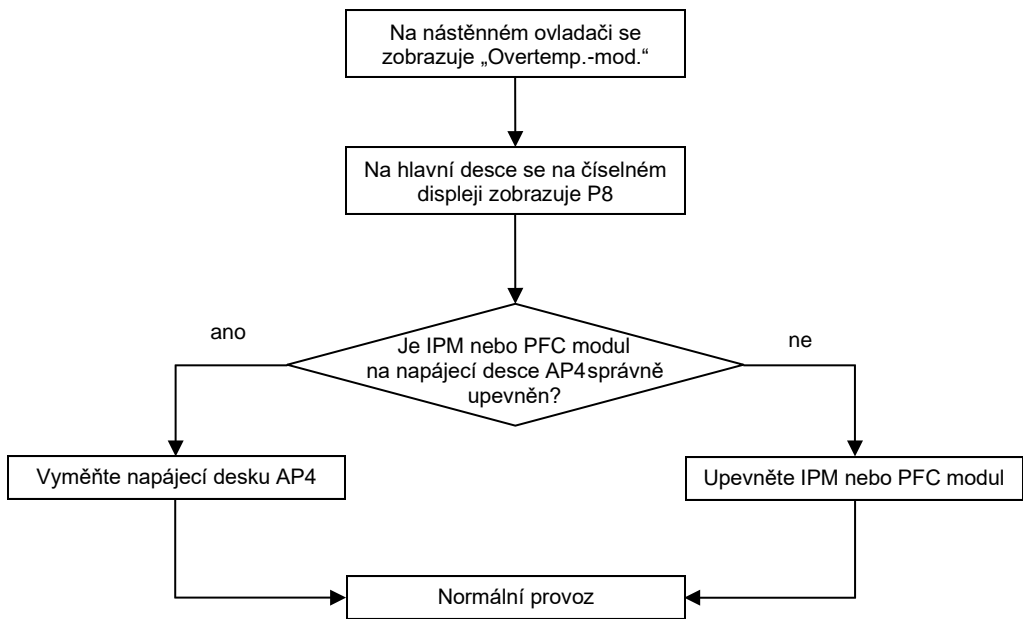 Na nástěnném ovladači se
zobrazuje „Overtemp.-mod.“
Na hlavní desce se na číselném
displeji zobrazuje P8
ano
ne
Je IPM nebo PFC modul
na napájecí desce AP4správně
upevněn?
Vyměňte napájecí desku AP4
Upevněte IPM nebo PFC modul
Normální provoz